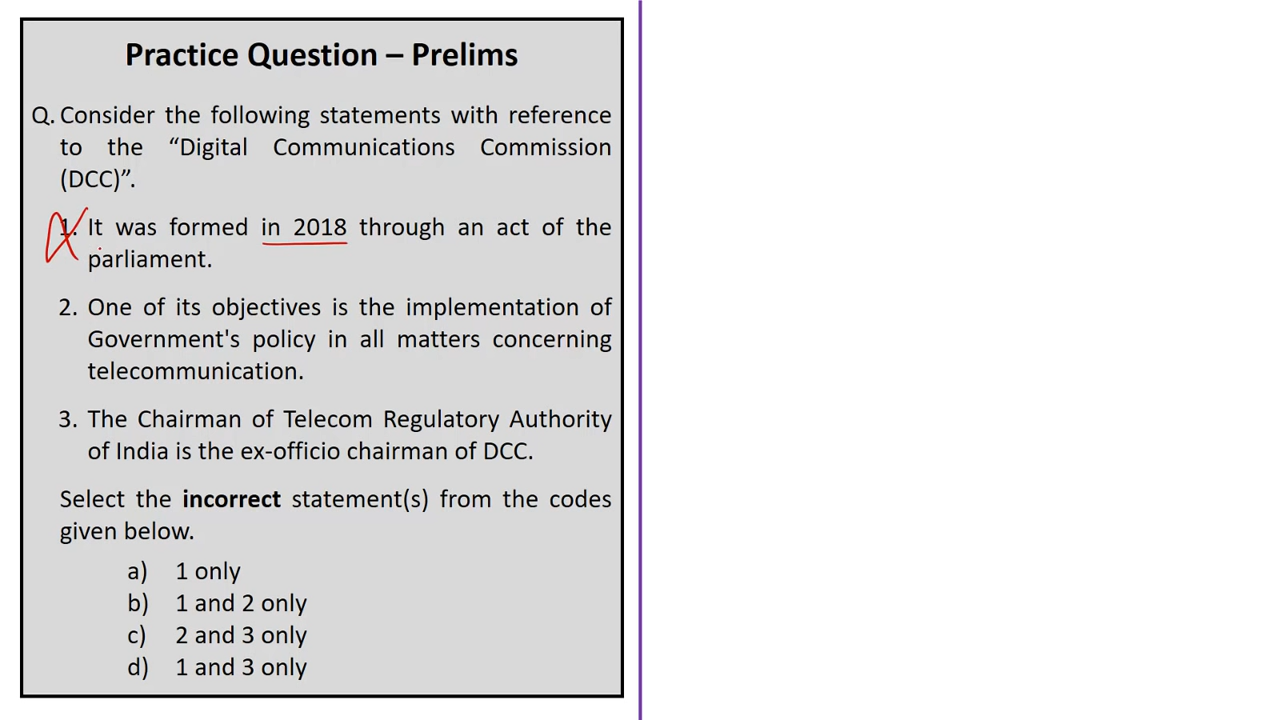 Practice Question – Prelims
Q. Consider the following statements with reference
to the “Digital Communications Commission
(DCC)”.
1. It was formed in 2018 through an act of the
parliament.
2. One of its objectives is the implementation of
Government's policy in all matters concerning
telecommunication.
3. The Chairman of Telecom Regulatory Authority
of India is the ex-officio chairman of DCC.
Select the incorrect statement(s) from the codes
given below.
a) 1 only
b) 1 and 2 only
c) 2 and 3 only
d) 1 and 3 only